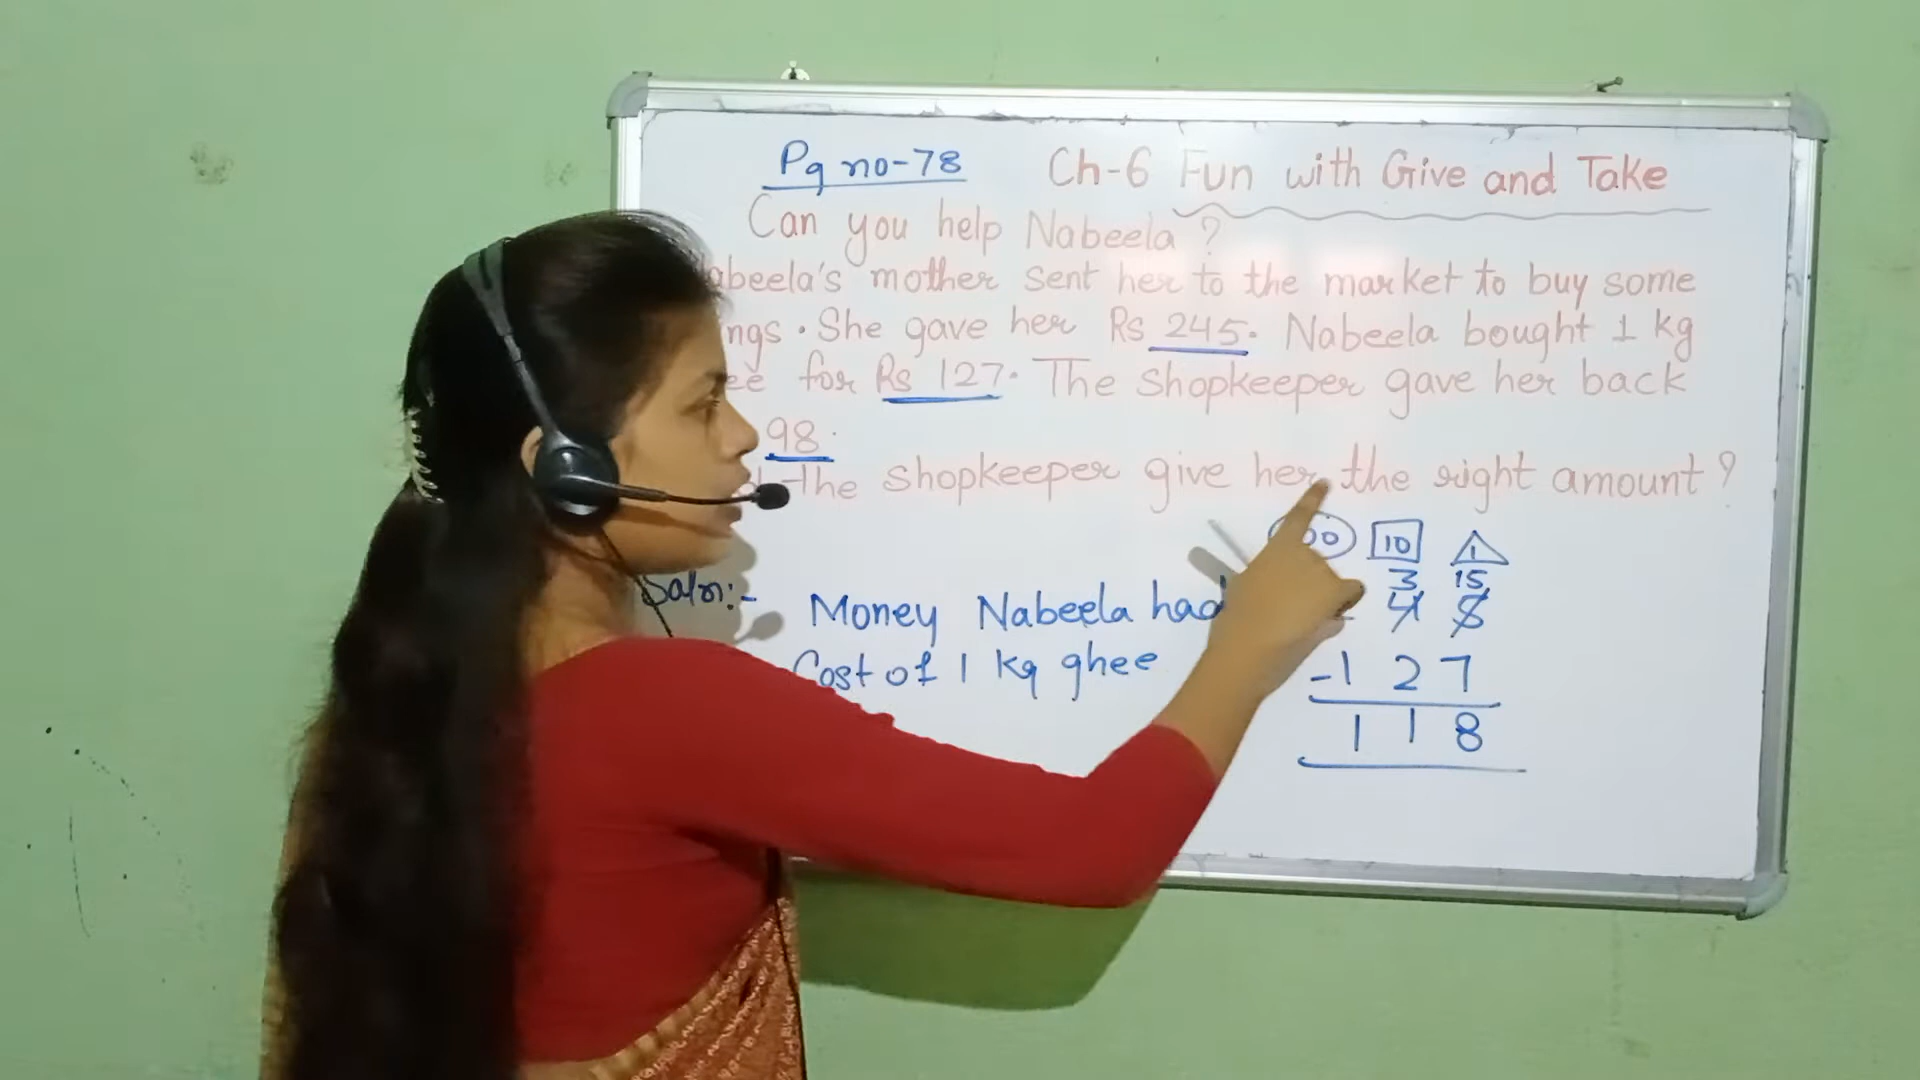 Pg no-78 Ch-6 Fun with Give and Take
Can you help Nabeela ?
abeela's mother sent her to the market to buy some
ngs. She gave her Rs 245. Nabeela bought 1 kg
ee for Rs 127. The Shopkeeper gave her back
98.
The shopkeeper give her the right amount ?
00 10 1
3 15
Soln:- Money Nabeela had 4 5
Cost of 1 kg ghee - 1 2 7
1 1 8